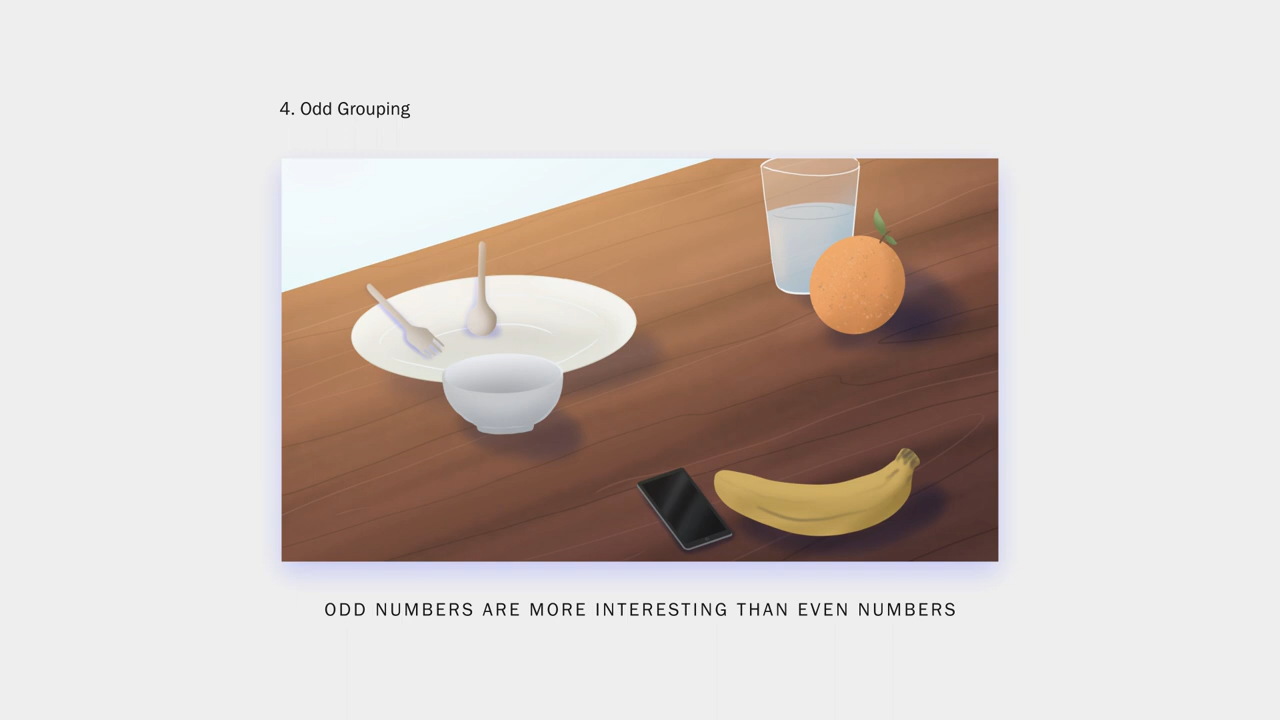 4. Odd Grouping
ODD NUMBERS ARE MORE INTERESTING THAN EVEN NUMBERS